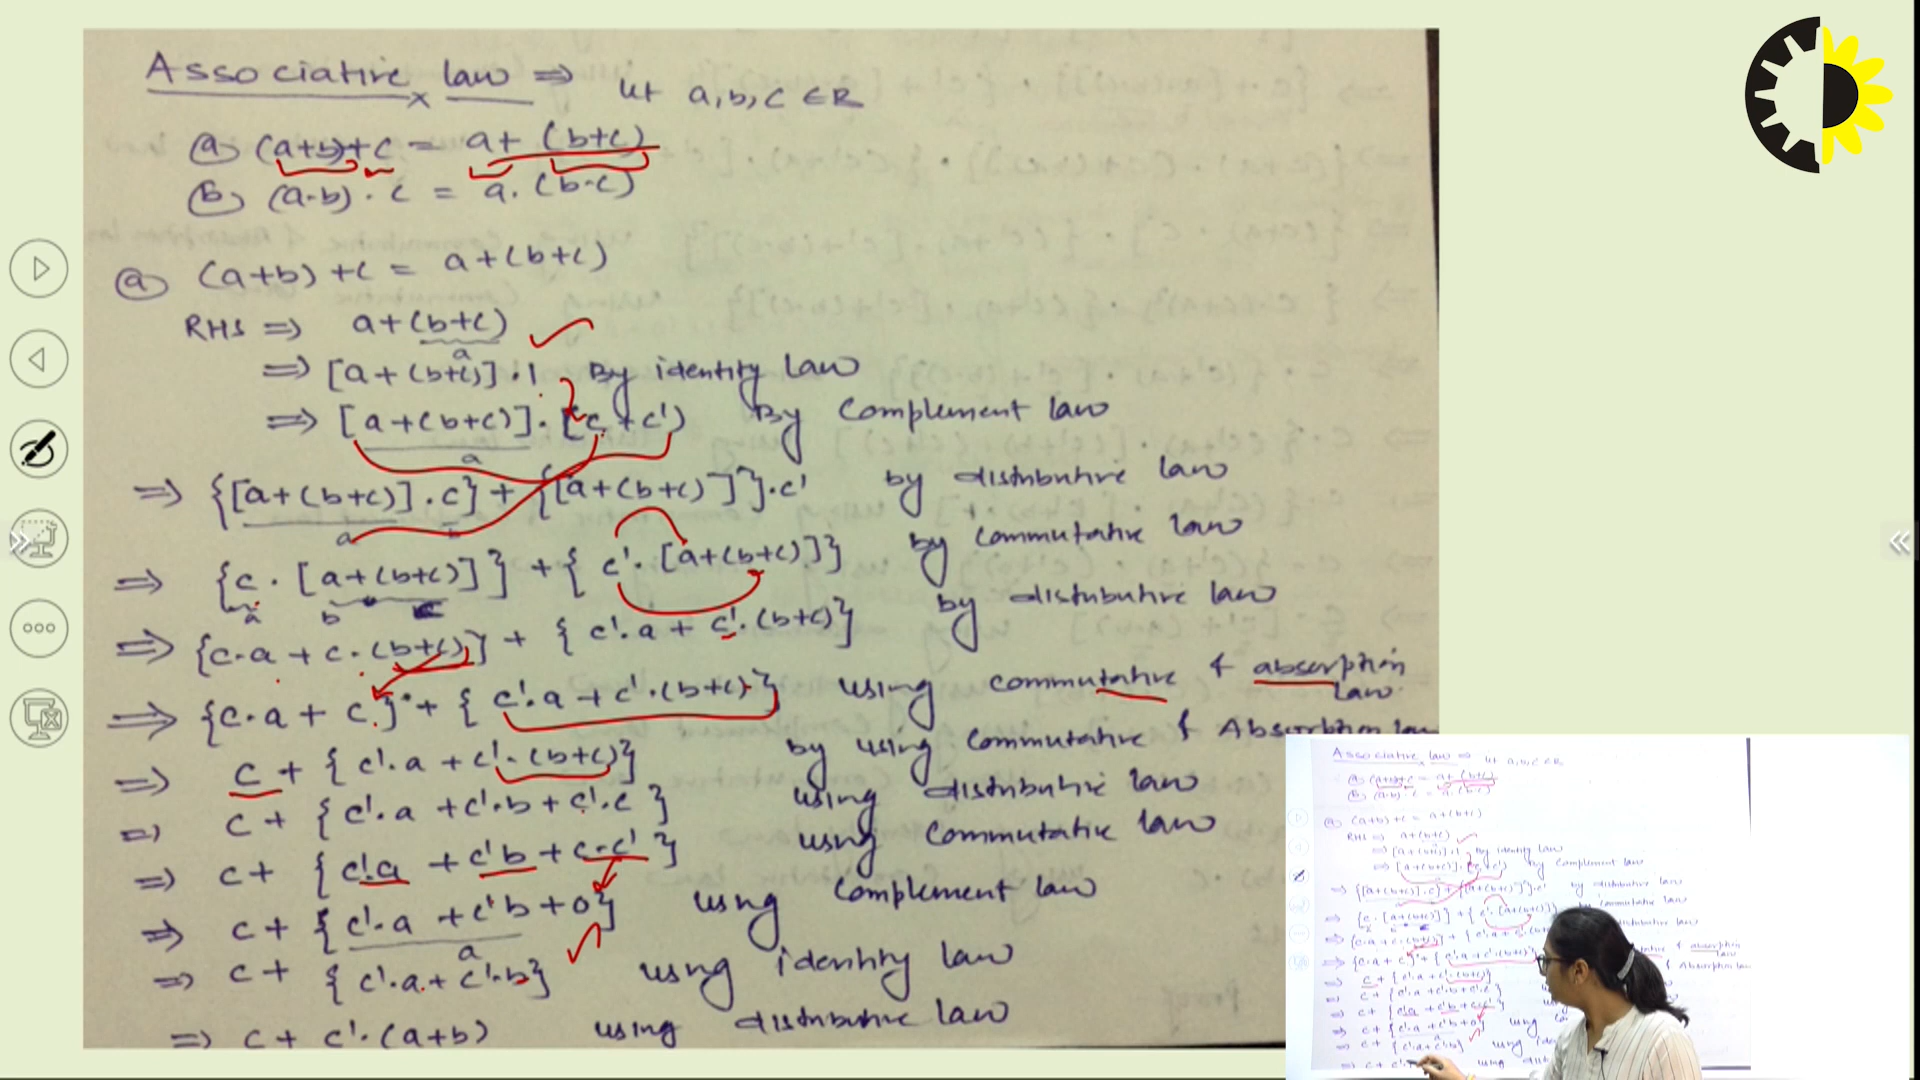 Associative law ⇒ let a,b,c ∈ R
(a) (a+b)+c = a+(b+c)
(b) (a·b)·c = a·(b·c)
(a) (a+b)+c = a+(b+c)
RHS ⇒ a+(b+c)
a
⇒ [a+(b+c)]·1 By identity law
⇒ [a+(b+c)]·[c+c') By complement law
a
⇒ {[a+(b+c)]·c}+{[a+(b+c)]}·c' by distributive law
a b
⇒ {c·[a+(b+c)]}+{c'·[a+(b+c)]} by commutative law
a b c
⇒ {c·a+c·(b+c)]+{c'·a+c'·(b+c)} by distributive law
⇒ {c·a+c}+{c'·a+c'·(b+c)} using commutative & absorption law.
⇒ c+{c'·a+c'·(b+c)} by using commutative & Absorption law
⇒ c+{c'·a+c'·b+c'·c} using distributive law
⇒ c+{c'·a+c'b+c·c'} using commutative law
⇒ c+{c'·a+c'b+0} using complement law
a
⇒ c+{c'·a+c'·b} using identity law
⇒ c+c'·(a+b) using distributive law